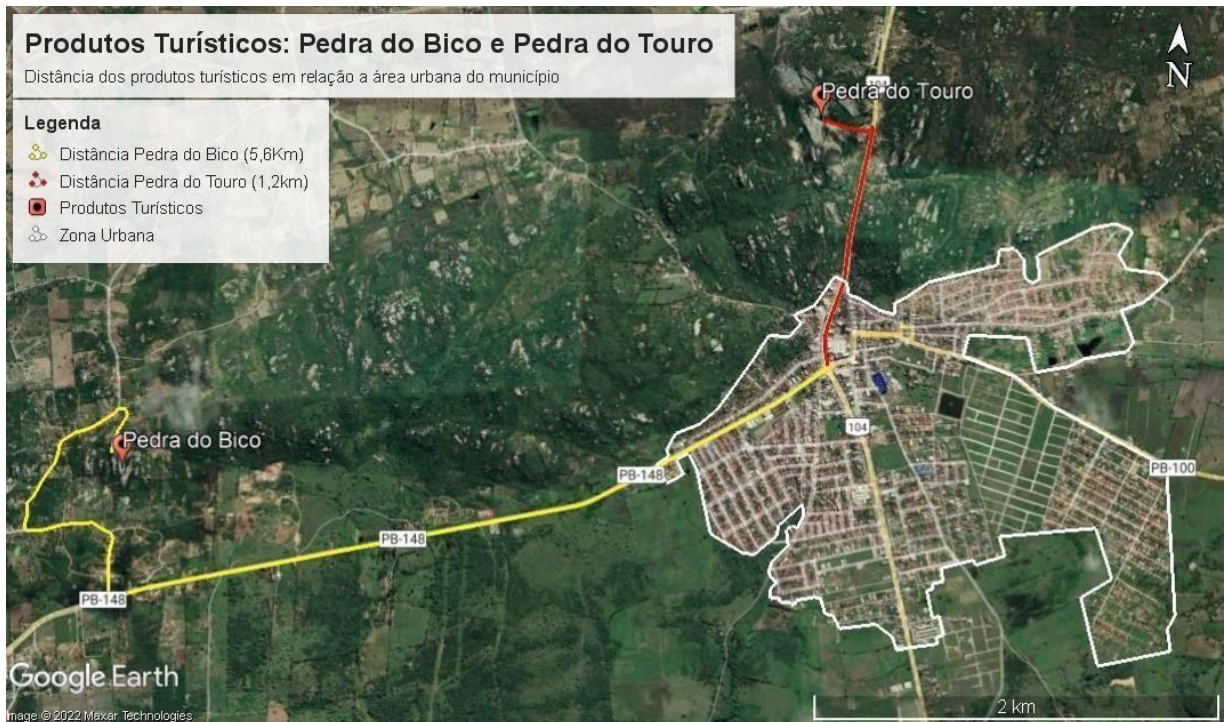 Produtos Turísticos: Pedra do Bico e Pedra do Touro
Distância dos produtos turísticos em relação a área urbana do município
Legenda
Distância Pedra do Bico (5,6Km)
Distância Pedra do Touro (1,2km)
Produtos Turísticos
Zona Urbana
N
104
Pedra do Touro
Pedra do Bico
104
PB-148
PB-100
PB-148
PB-148
Google Earth
Image © 2022 Maxar Technologies
2 km